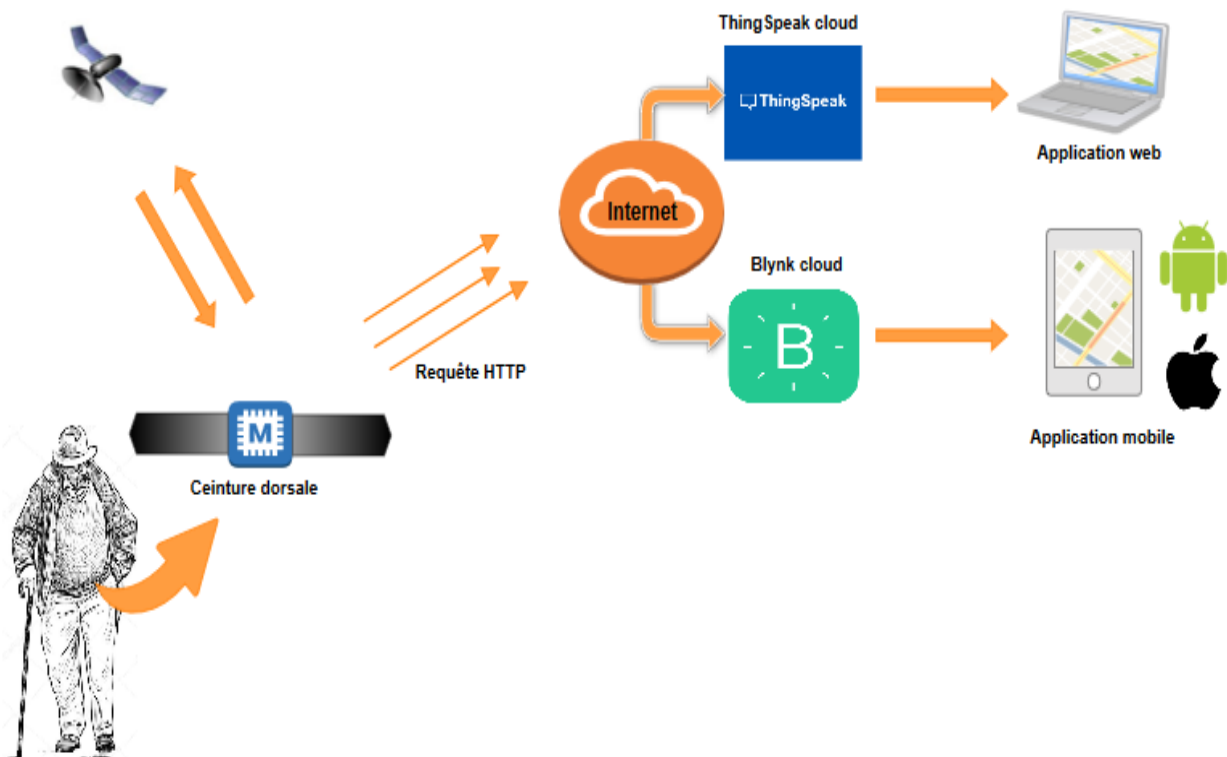 ThingSpeak cloud
ThingSpeak
Application web
Internet
Blynk cloud
B
Requête HTTP
Application mobile
M
Ceinture dorsale